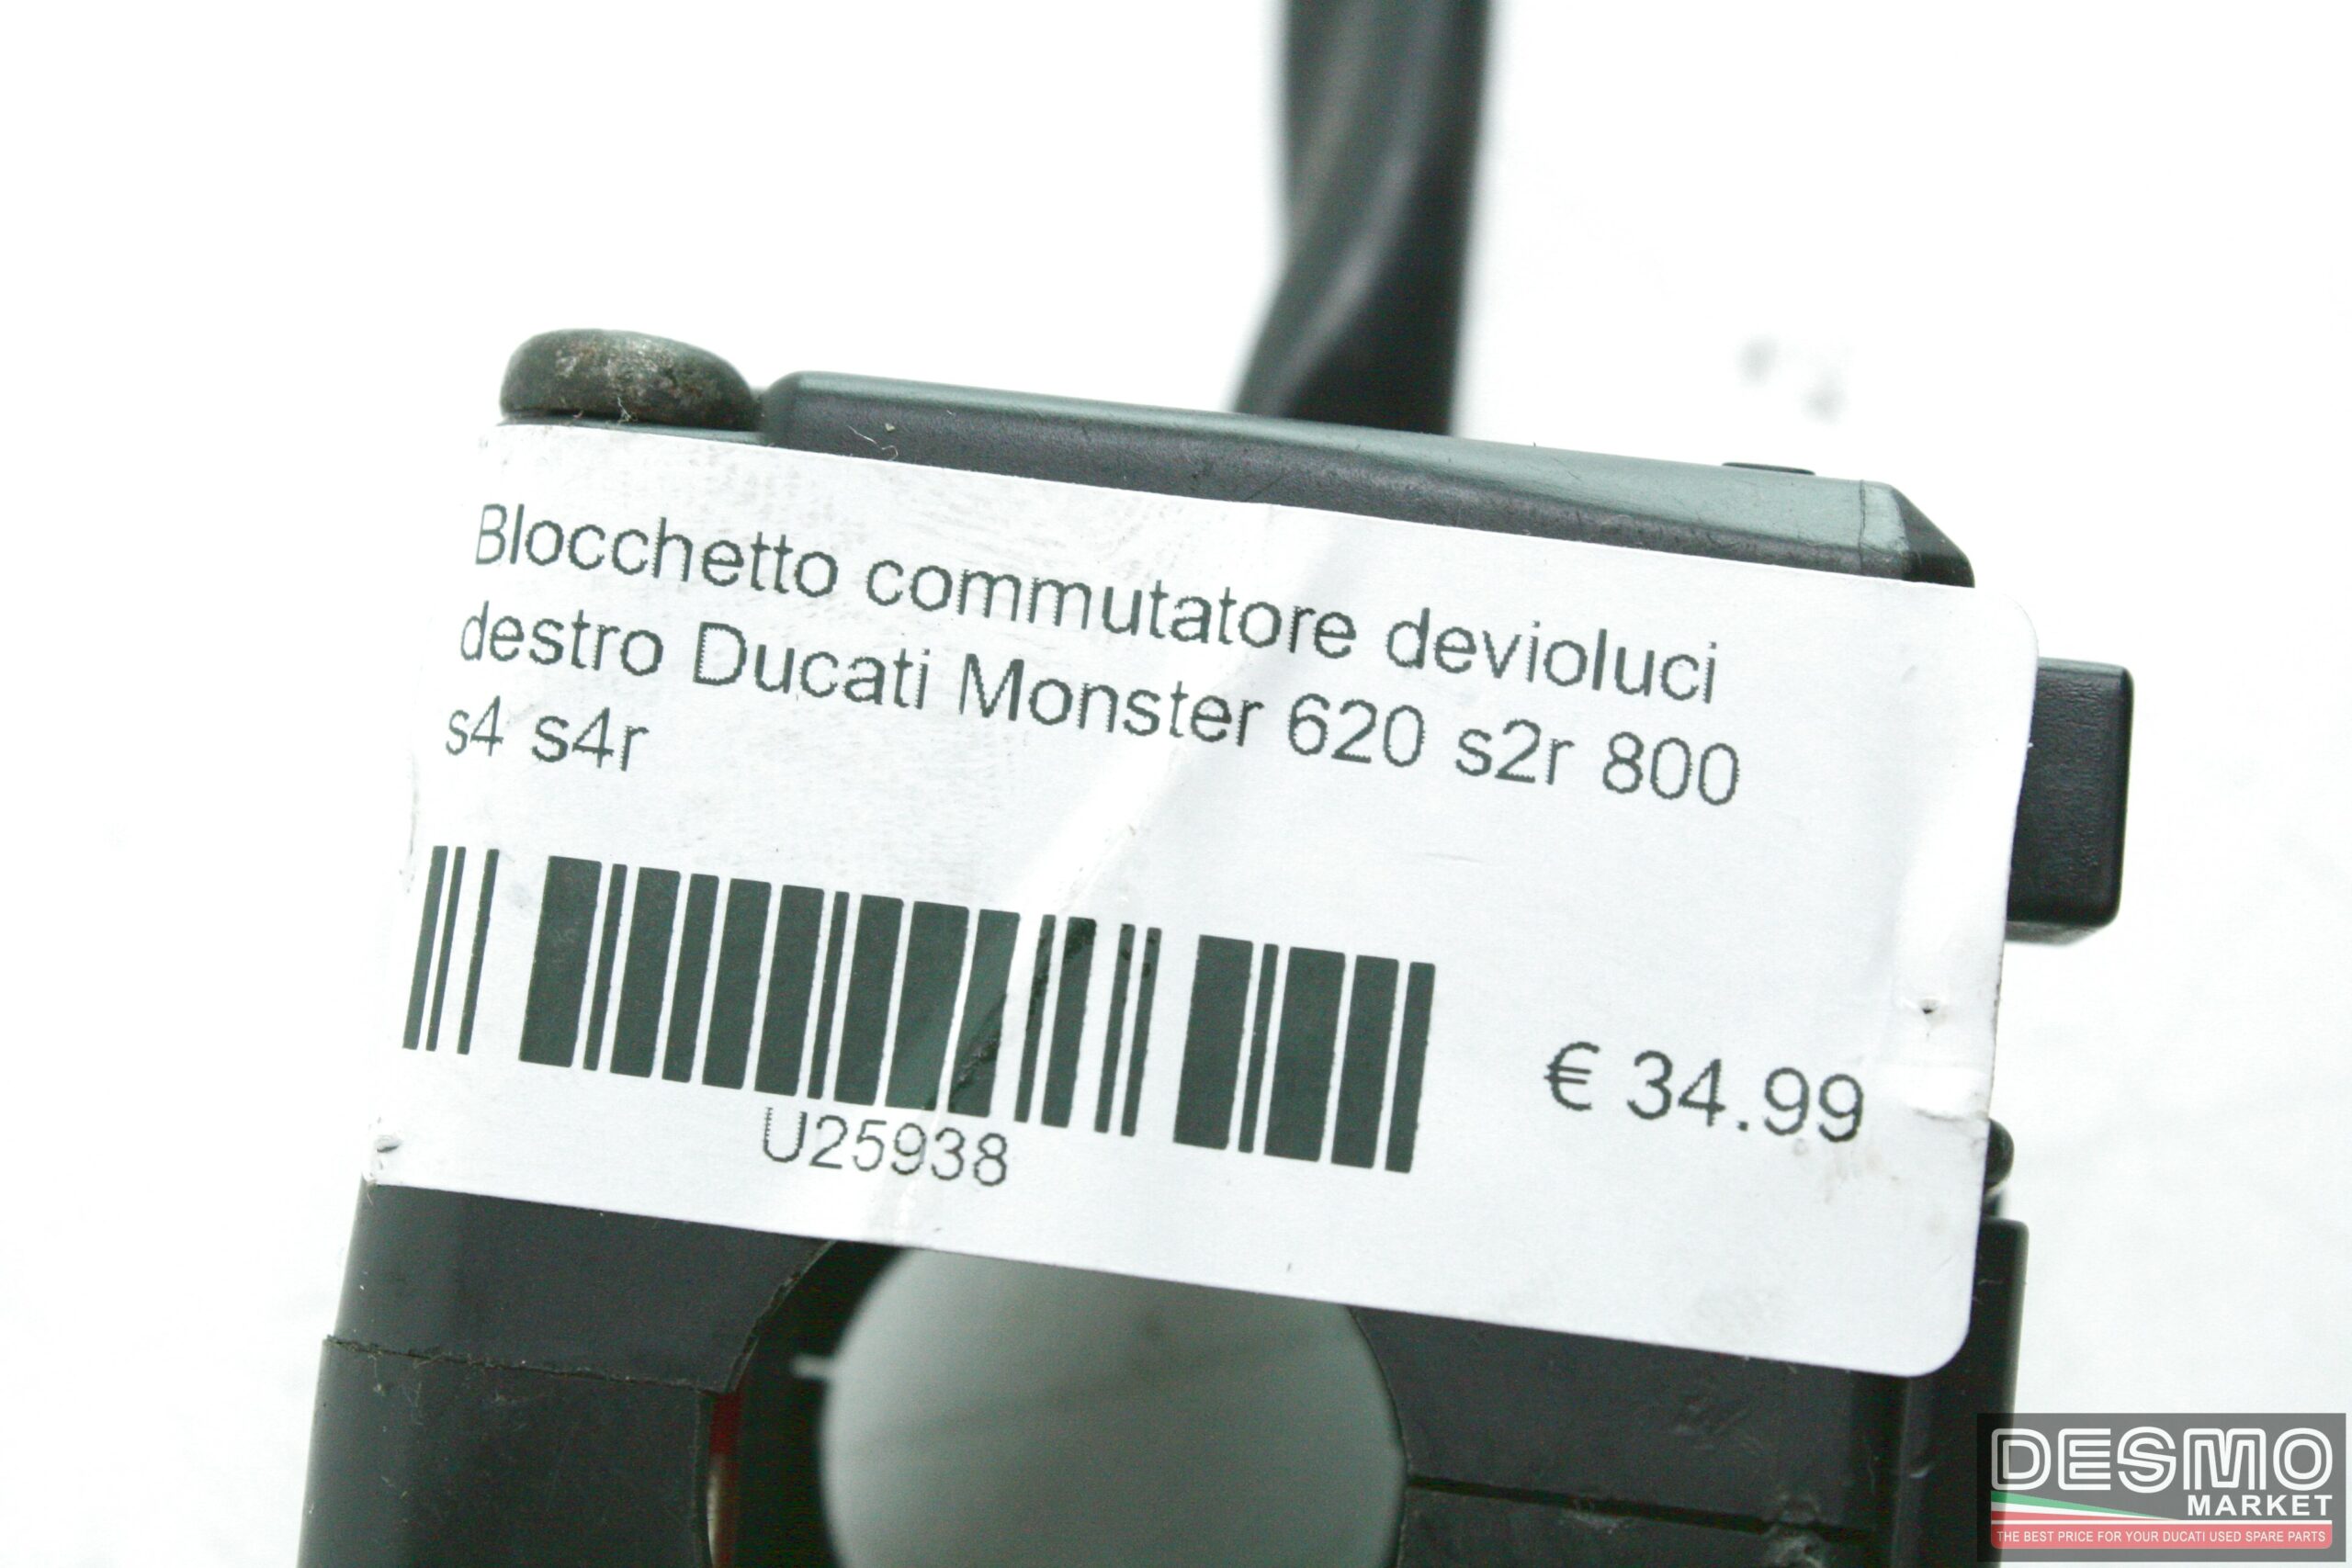 Blocchetto commutatore devioluci
destro Ducati Monster 620 s2r 800
s4 s4r
€ 34.99
U25938
DESMO
MARKET
THE BEST PRICE FOR YOUR DUCATI USED SPARE PARTS